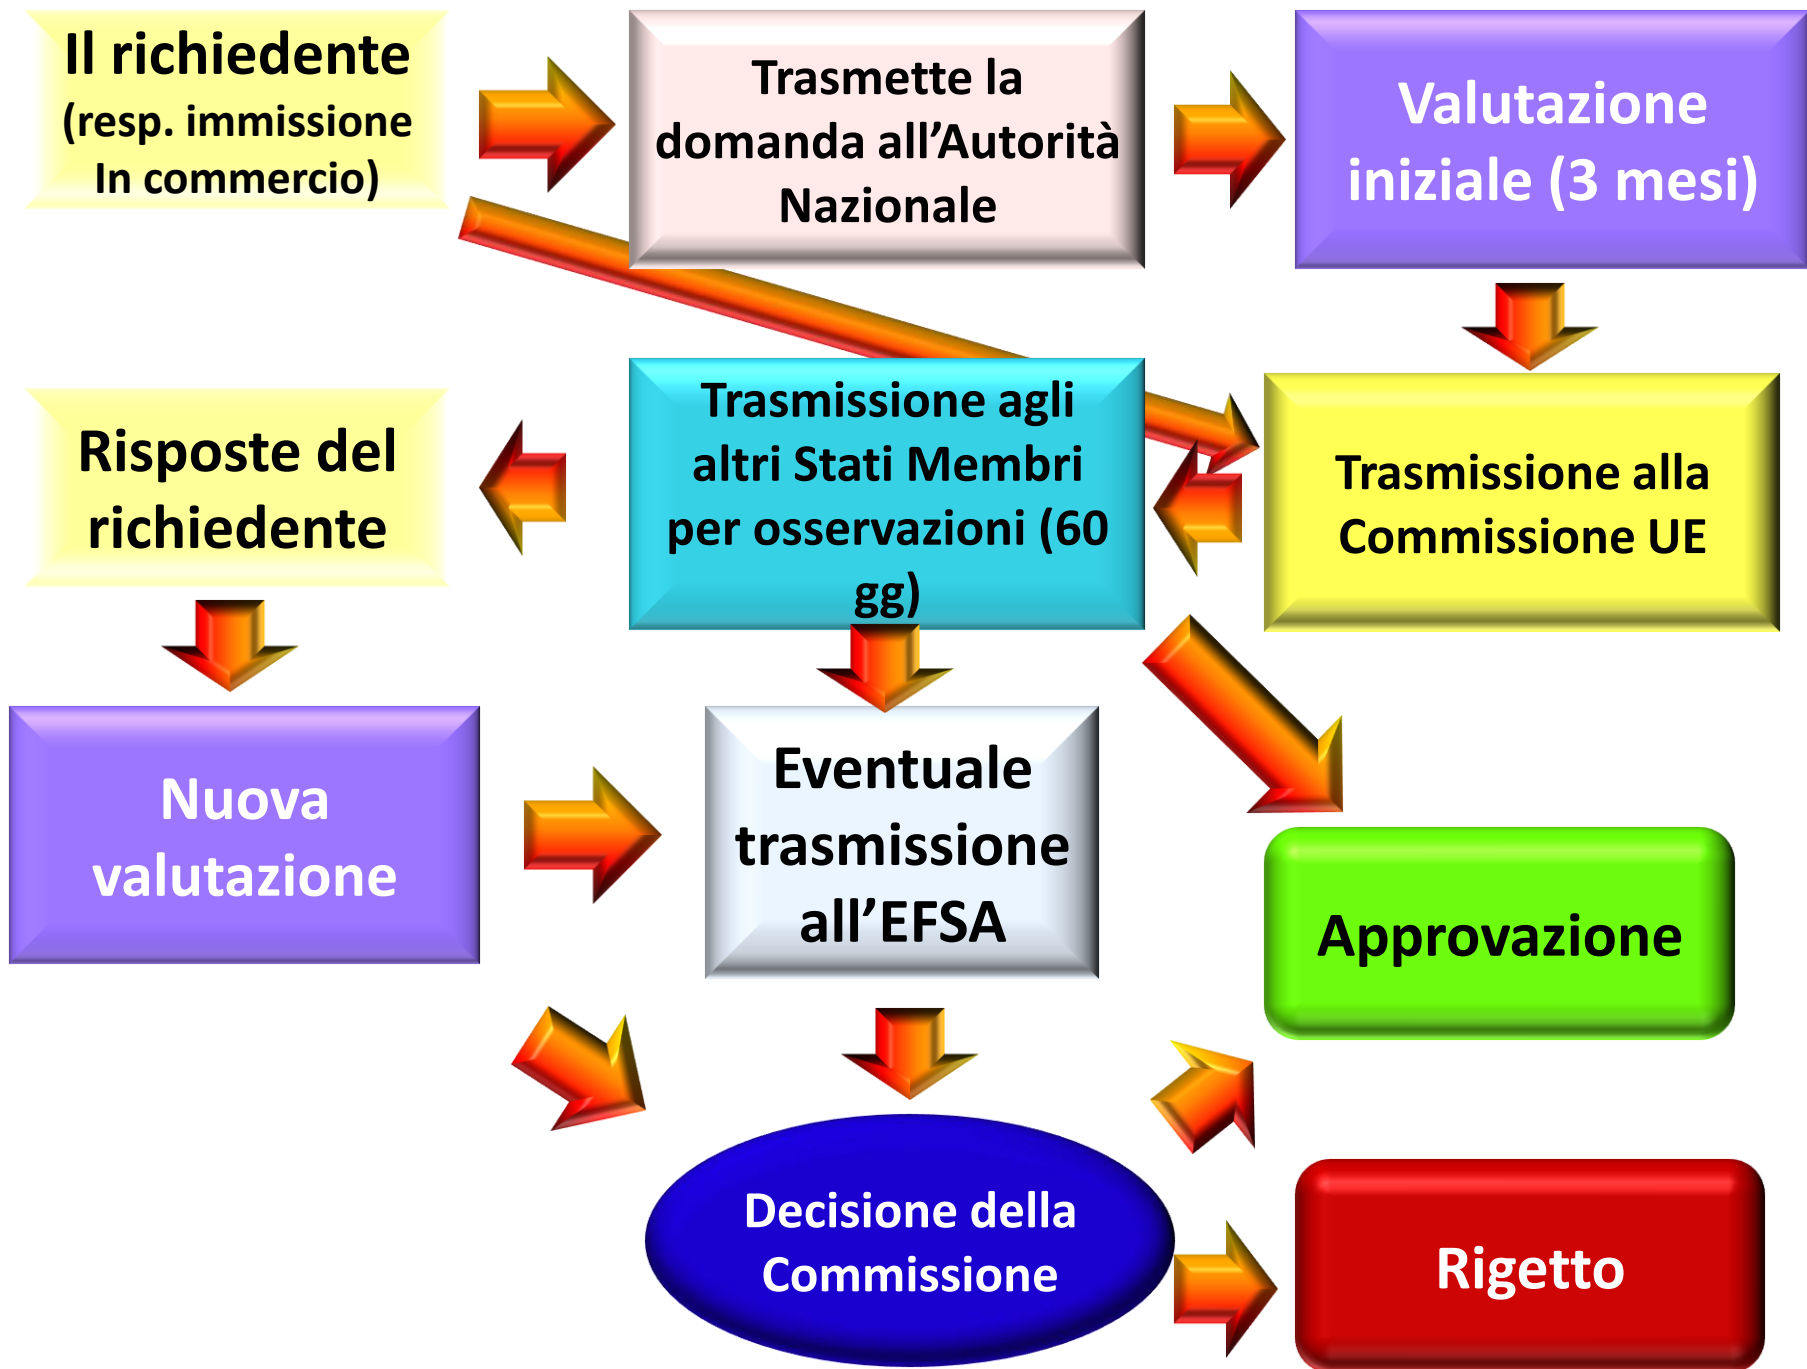 Il richiedente
(resp. immissione
In commercio)
Trasmette la
domanda all’Autorità
Nazionale
Valutazione
iniziale (3 mesi)
Risposte del
richiedente
Trasmissione agli
altri Stati Membri
per osservazioni (60
gg)
Trasmissione alla
Commissione UE
Nuova
valutazione
Eventuale
trasmissione
all’EFSA
Approvazione
Decisione della
Commissione
Rigetto